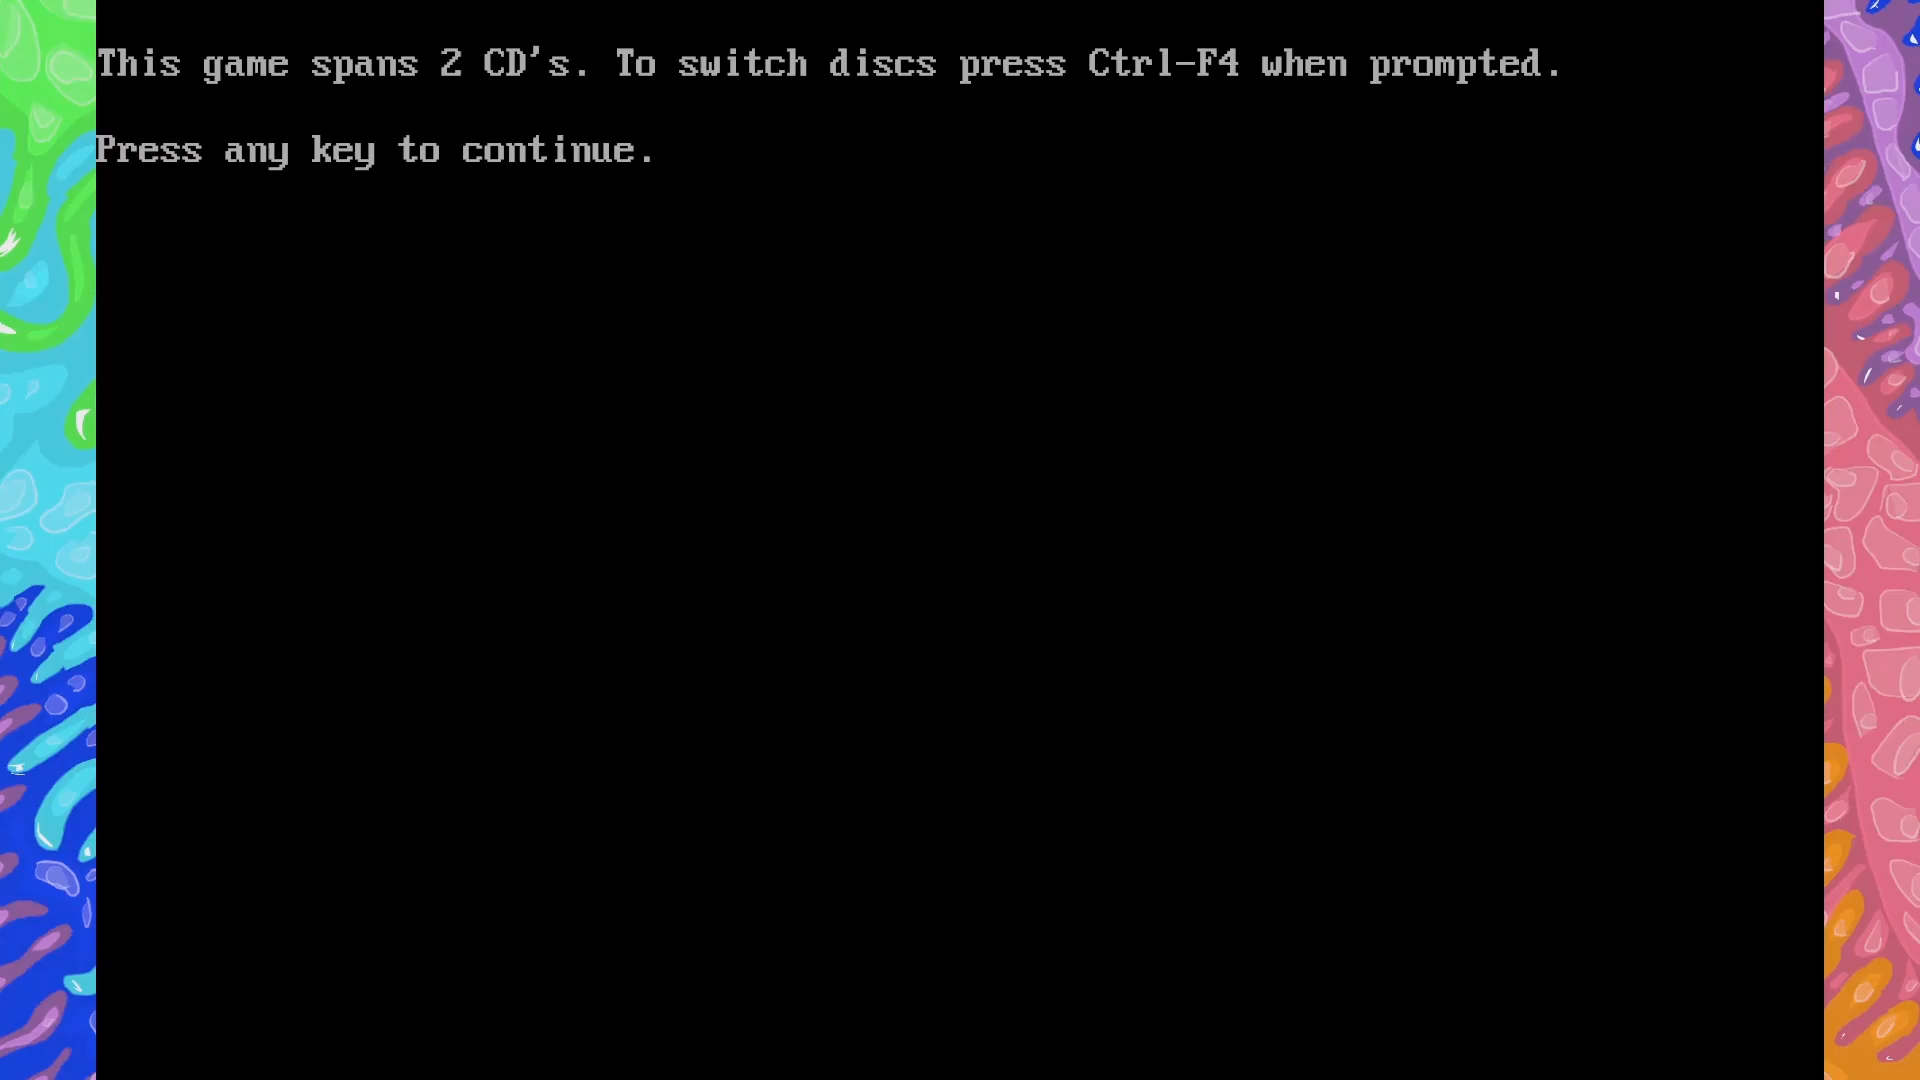 This game spans 2 CD's. To switch discs press Ctrl-F4 when prompted.
Press any key to continue.